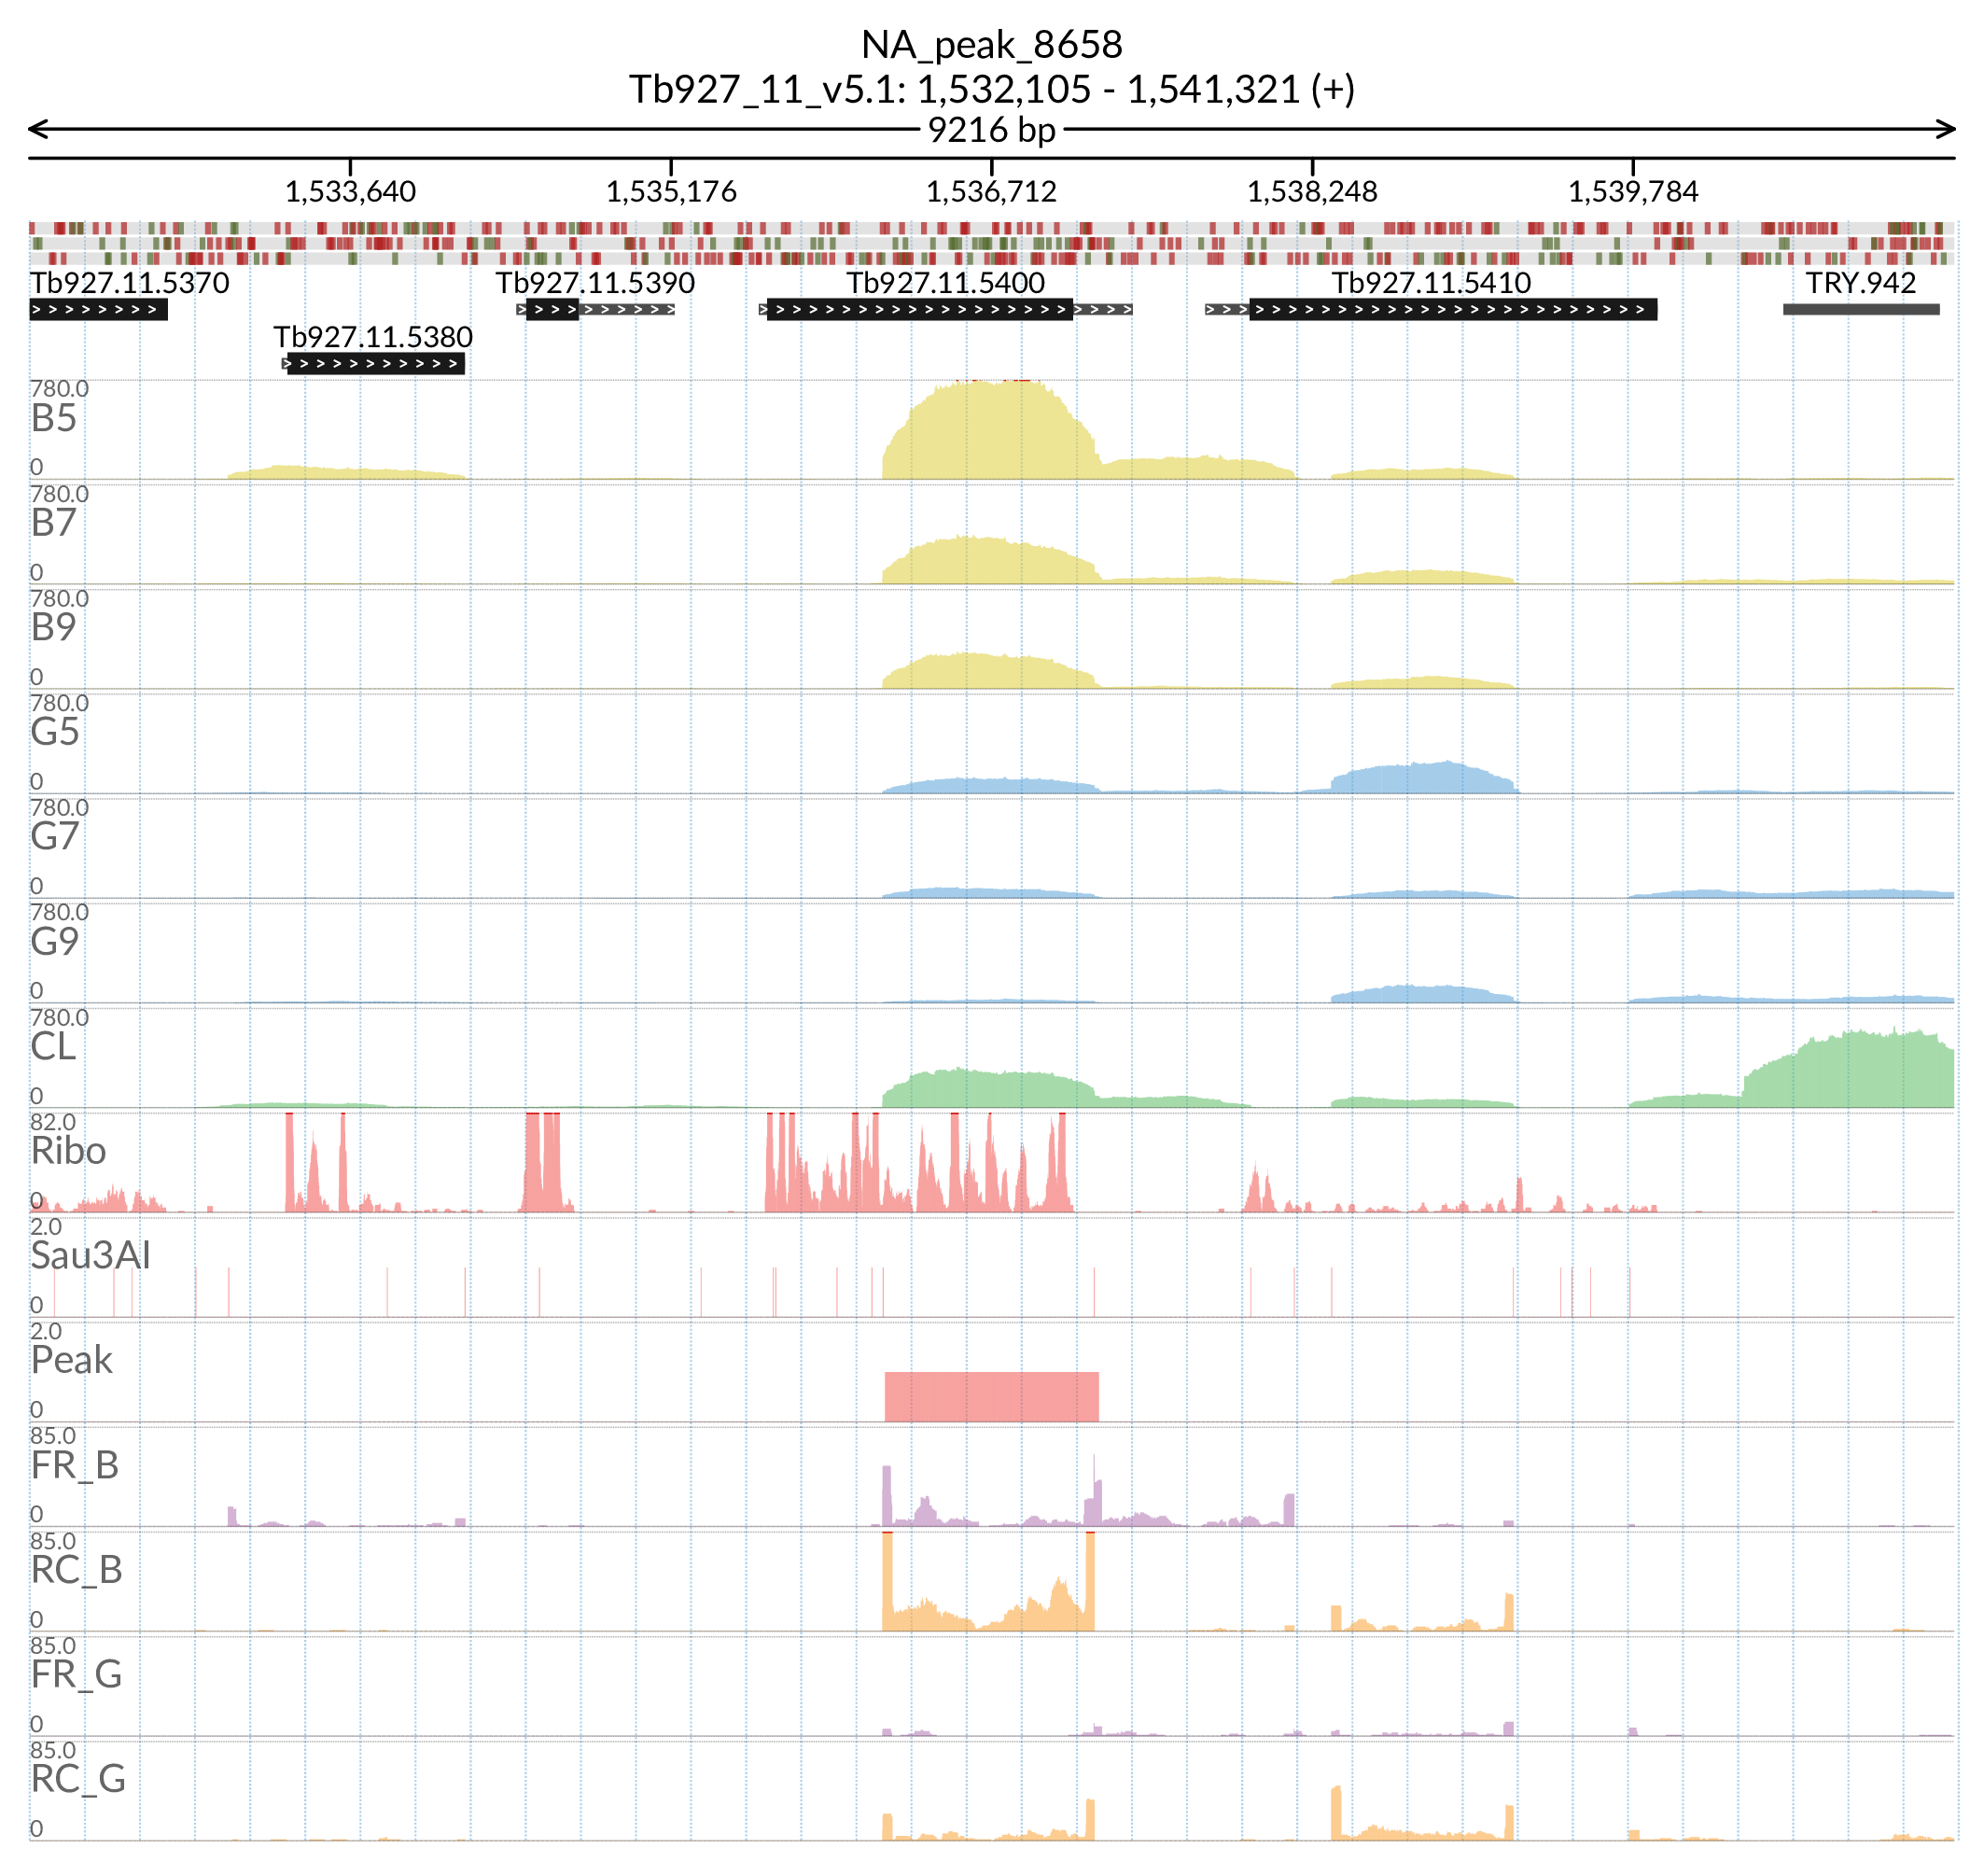 NA_peak_8658
Tb927_11_v5.1: 1,532,105 - 1,541,321 (+)
9216 bp
1,533,640 1,535,176 1,536,712 1,538,248 1,539,784
Tb927.11.5370 Tb927.11.5390 Tb927.11.5400 Tb927.11.5410 TRY.942
Tb927.11.5380
780.0
B5
0
780.0
B7
0
780.0
B9
0
780.0
G5
0
780.0
G7
0
780.0
G9
0
780.0
CL
0
82.0
Ribo
0
2.0
Sau3AI
0
2.0
Peak
0
85.0
FR_B
0
85.0
RC_B
0
85.0
FR_G
0
85.0
RC_G
0